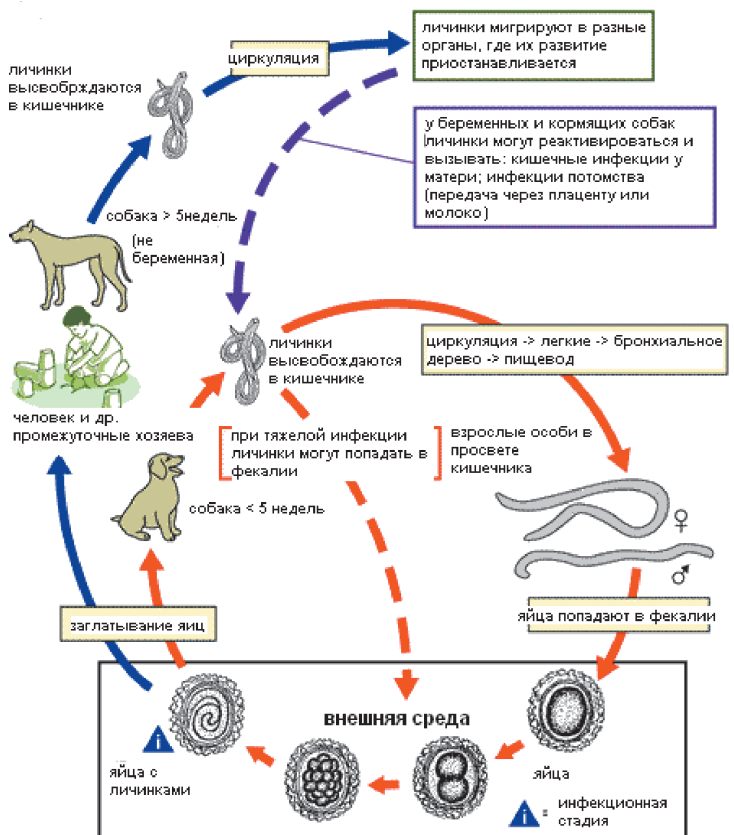 личинки мигрируют в разные
органы, где их развитие
приостанавливается
циркуляция
личинки
высвобрждаются
в кишечнике
у беременных и кормящих собак
личинки могут реактивироваться и
вызывать: кишечные инфекции у
матери; инфекции потомства
(передача через плаценту или
молоко)
собака > 5недель
(не
беременная)
личинки
высвобождаются
в кишечнике
циркуляция -> легкие -> бронхиальное
дерево -> пищевод
человек и др.
промежуточные хозяева
при тяжелой инфекции
личинки могут попадать в
фекалии
взрослые особи в
просвете
кишечника
собака < 5 недель
♀
♂
заглатывание яиц
яйца попадают в фекалии
внешняя среда
i
яйца с
личинками
яйца
i = инфекционная
стадия